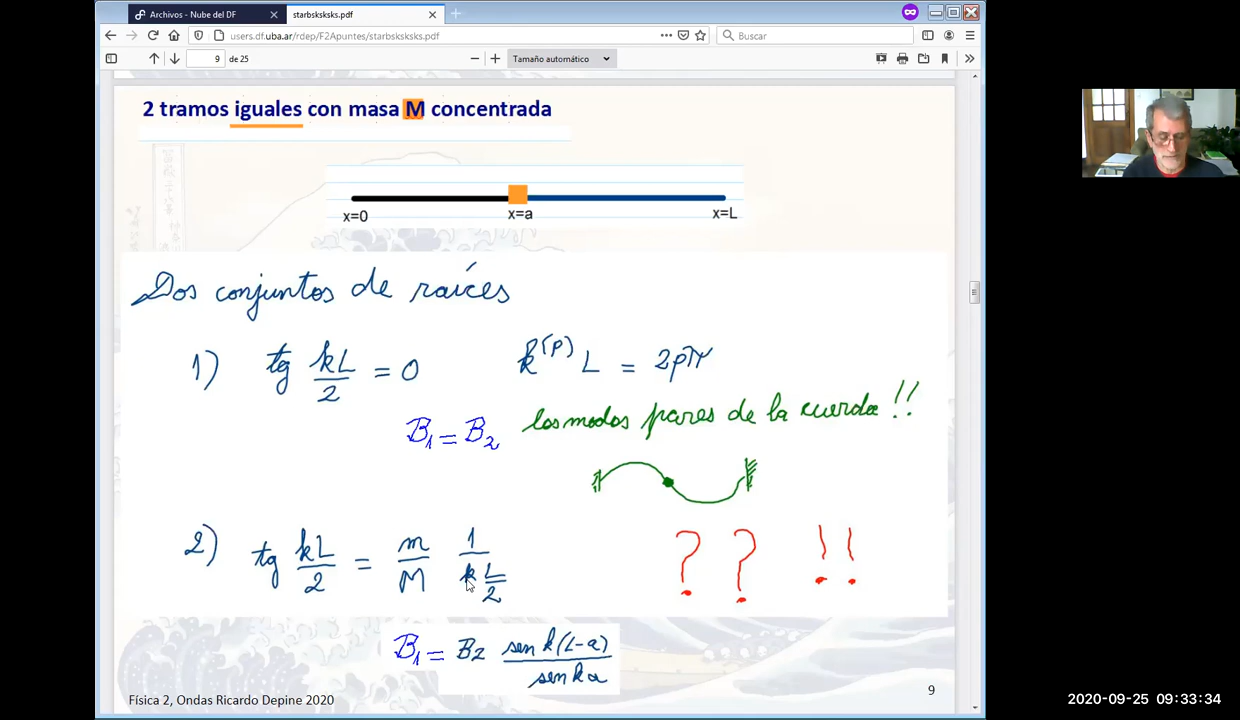 Archivos - Nube del DF
starbsksksks.pdf
users.df.uba.ar/rdep/F2Apuntes/starbsksksks.pdf
Buscar
9 de 25
Tamaño automático
2 tramos iguales con masa M concentrada
x=0 x=a x=L
Dos conjuntos de raíces
1) tg kL/2 = 0 k^(p) L = 2pπ
B1 = B2 los modos pares de la cuerda !!
2) tg kL/2 = m/M 1/(k L/2) ? ? !!
B1 = B2 sen k(L-a)/sen ka
Física 2, Ondas Ricardo Depine 2020
9
2020-09-25 09:33:34